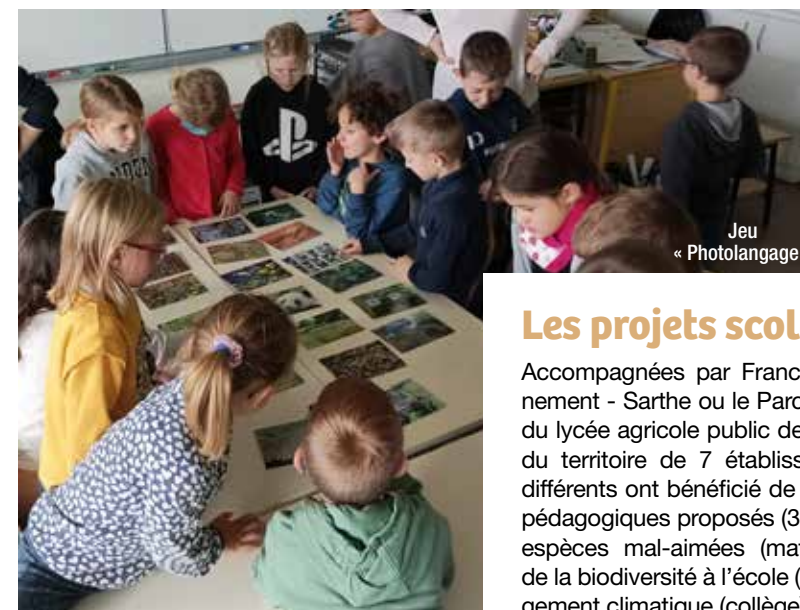 Jeu
« Photolangage
Les projets scol
Accompagnées par Franc
nement - Sarthe ou le Parc
du lycée agricole public de
du territoire de 7 établiss
différents ont bénéficié de
pédagogiques proposés (3
espèces mal-aimées (mat
de la biodiversité à l'école (
gement climatique (collège)